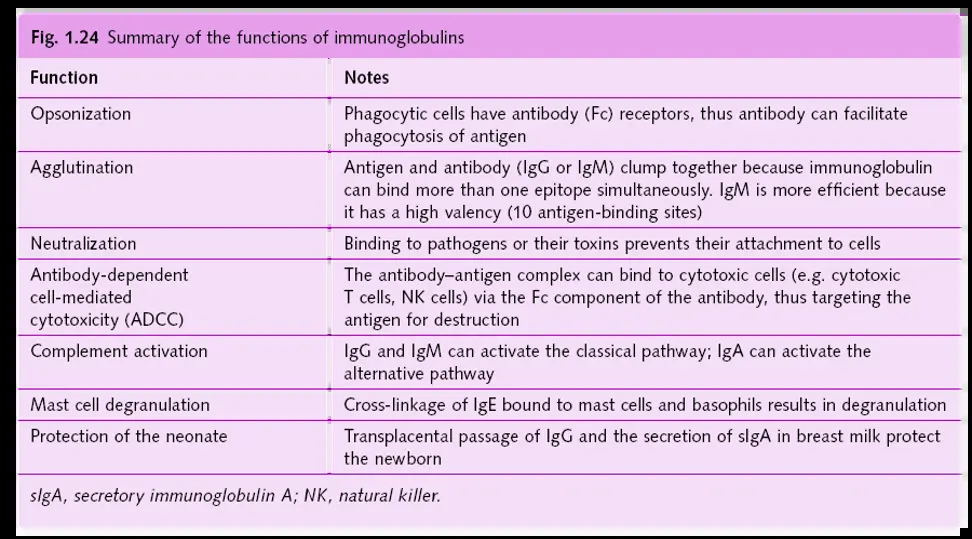 Fig. 1.24 Summary of the functions of immunoglobulins
Function
Notes
Opsonization
Phagocytic cells have antibody (Fc) receptors, thus antibody can facilitate
phagocytosis of antigen
Agglutination
Antigen and antibody (IgG or IgM) clump together because immunoglobulin
can bind more than one epitope simultaneously. IgM is more efficient because
it has a high valency (10 antigen-binding sites)
Neutralization
Binding to pathogens or their toxins prevents their attachment to cells
Antibody-dependent
cell-mediated
cytotoxicity (ADCC)
The antibody–antigen complex can bind to cytotoxic cells (e.g. cytotoxic
T cells, NK cells) via the Fc component of the antibody, thus targeting the
antigen for destruction
Complement activation
IgG and IgM can activate the classical pathway; IgA can activate the
alternative pathway
Mast cell degranulation
Cross-linkage of IgE bound to mast cells and basophils results in degranulation
Protection of the neonate
Transplacental passage of IgG and the secretion of sIgA in breast milk protect
the newborn
sIgA, secretory immunoglobulin A; NK, natural killer.